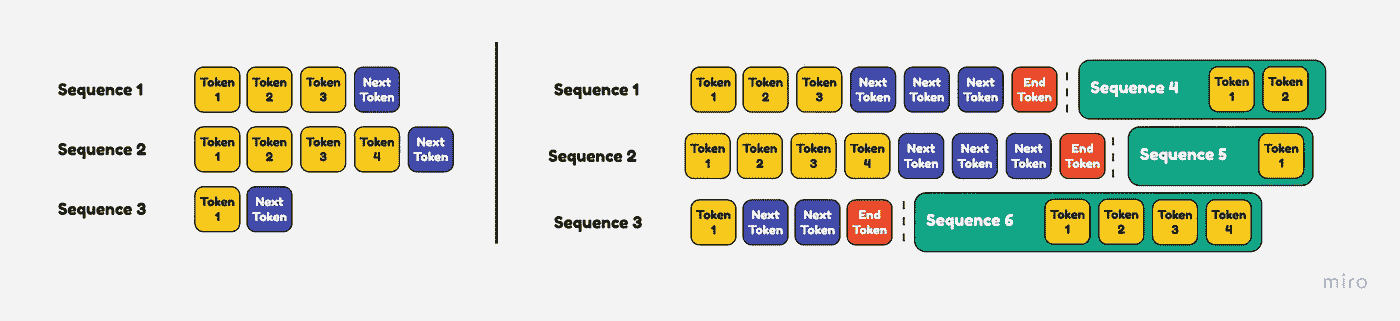 Sequence 1 Token 1 Token 2 Token 3 Next Token
Sequence 2 Token 1 Token 2 Token 3 Token 4 Next Token
Sequence 3 Token 1 Next Token
Sequence 1 Token 1 Token 2 Token 3 Next Token Next Token Next Token End Token Sequence 4 Token 1 Token 2
Sequence 2 Token 1 Token 2 Token 3 Token 4 Next Token Next Token Next Token End Token Sequence 5 Token 1
Sequence 3 Token 1 Next Token Next Token End Token Sequence 6 Token 1 Token 2 Token 3 Token 4
miro